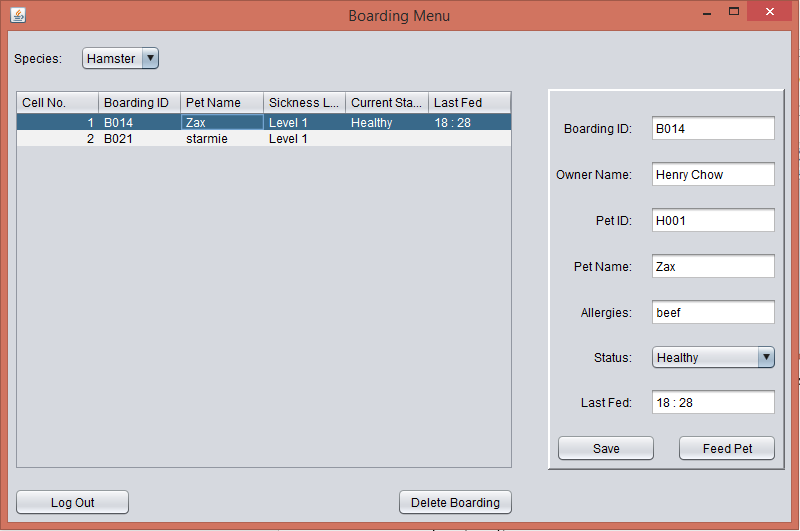 Boarding Menu
Species: Hamster
Cell No. Boarding ID Pet Name Sickness L... Current Sta... Last Fed
1 B014 Zax Level 1 Healthy 18 : 28
2 B021 starmie Level 1
Boarding ID: B014
Owner Name: Henry Chow
Pet ID: H001
Pet Name: Zax
Allergies: beef
Status: Healthy
Last Fed: 18 : 28
Save Feed Pet
Log Out Delete Boarding